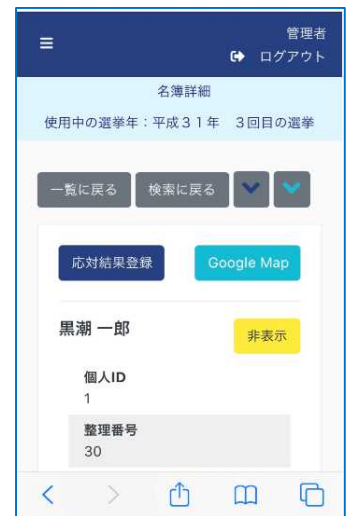 管理者
ログアウト
名簿詳細
使用中の選挙年：平成３１年　３回目の選挙
一覧に戻る 検索に戻る
応対結果登録 Google Map
黒潮 一郎 非表示
個人ID
1
整理番号
30